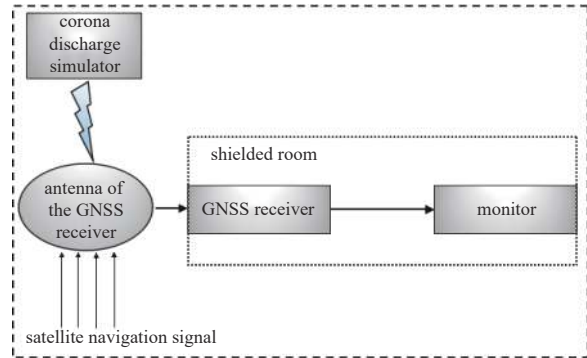 corona
discharge
simulator
shielded room
antenna of
the GNSS
receiver
GNSS receiver
monitor
satellite navigation signal